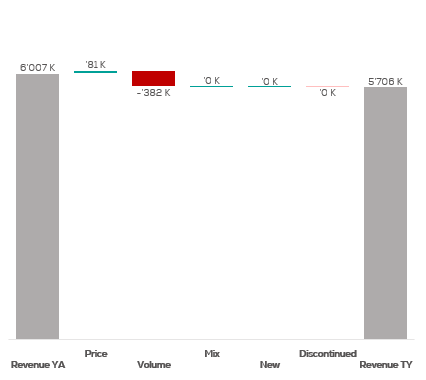 6'007 K
'81 K
-'382 K
'0 K
'0 K
'0 K
5'706 K
Revenue YA
Price
Volume
Mix
New
Discontinued
Revenue TY